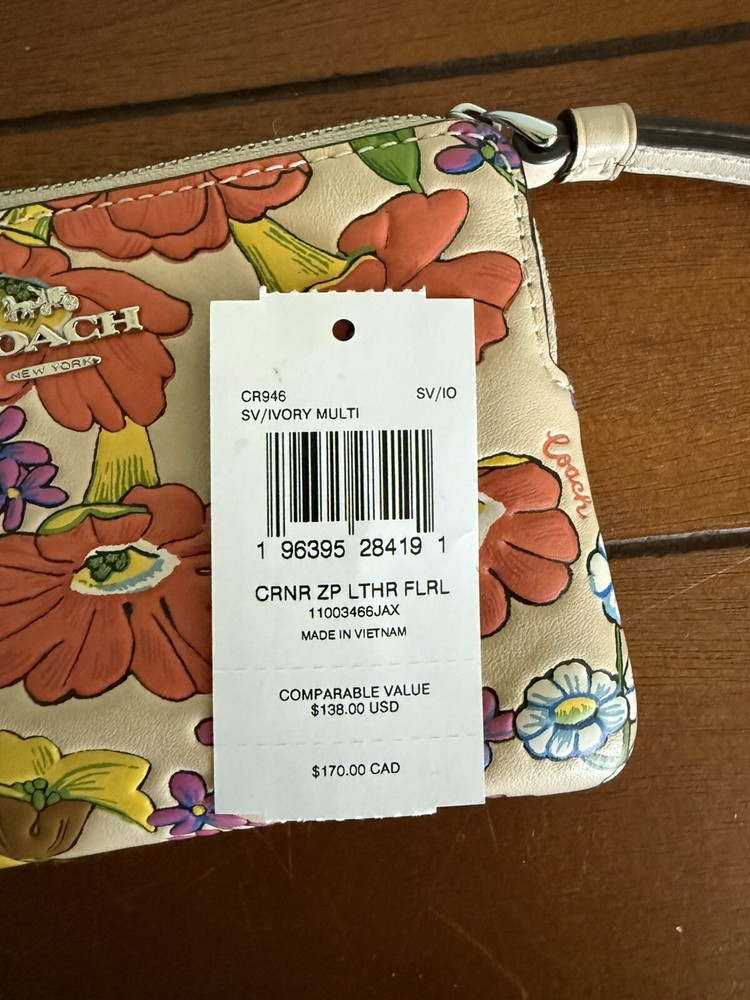 CR946 SV/IO
SV/IVORY MULTI
1 96395 28419 1
CRNR ZP LTHR FLRL
11003466JAX
MADE IN VIETNAM
COMPARABLE VALUE
$138.00 USD
$170.00 CAD
OACH
NEW YORK
Coach